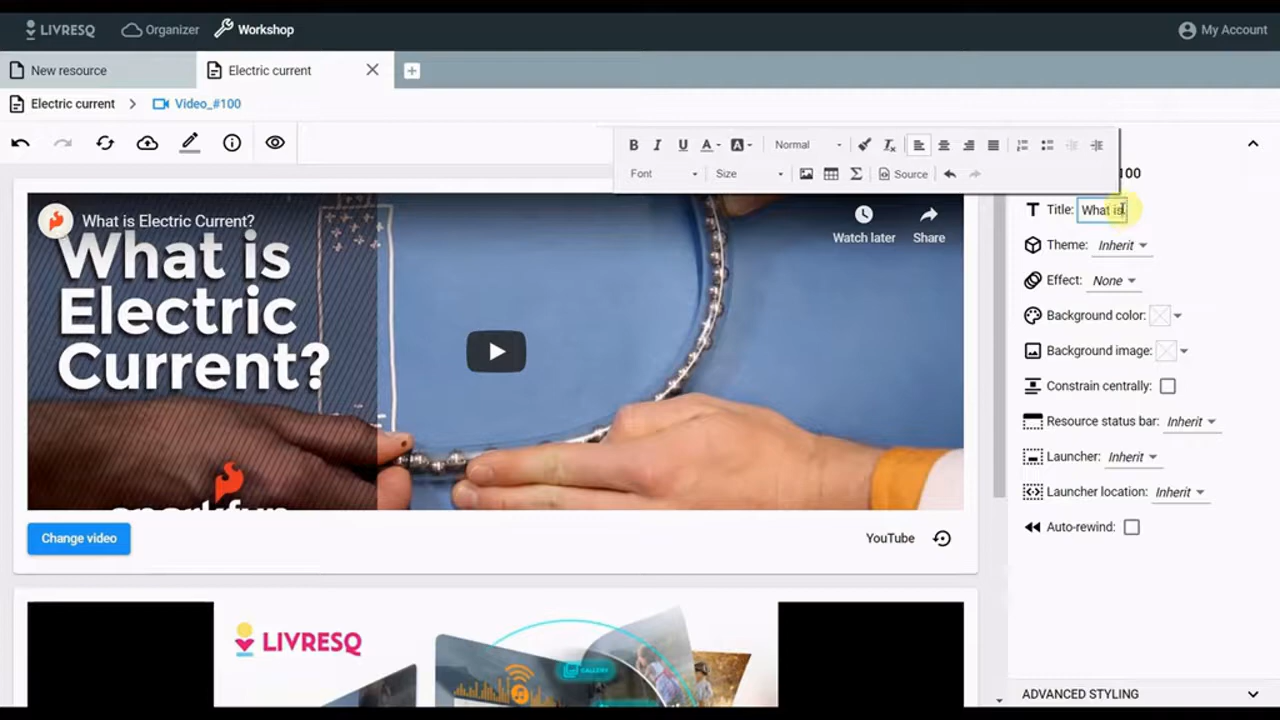 LIVRESQ Organizer Workshop My Account
New resource Electric current
Electric current Video_#100
Normal
Font Size Source
100
What is Electric Current?
Watch later Share
What is
Electric
Current?
Title: What is
Theme: Inherit
Effect: None
Background color:
Background image:
Constrain centrally:
Resource status bar: Inherit
Launcher: Inherit
Launcher location: Inherit
Auto-rewind:
Change video YouTube
LIVRESQ
GALLERY
ADVANCED STYLING